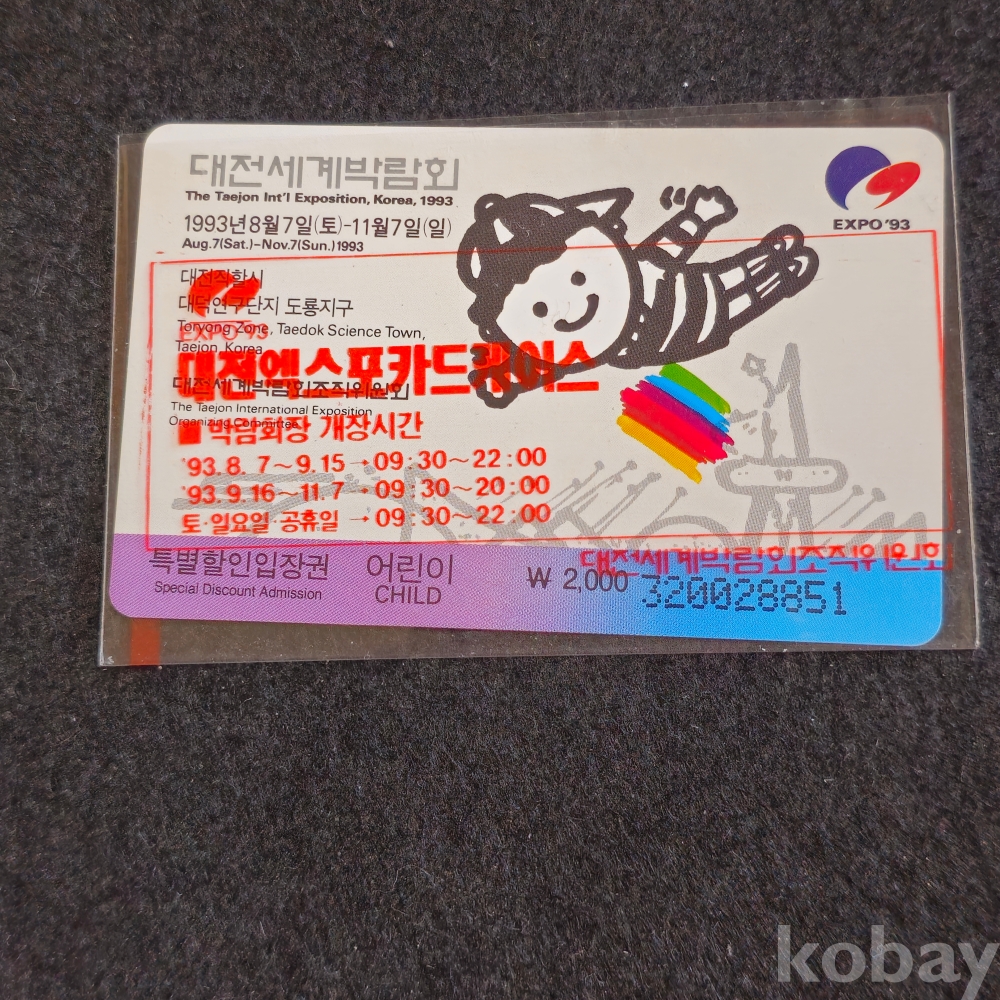 대전세계박람회
The Taejon Int'l Exposition, Korea, 1993
1993년8월7일(토)-11월7일(일)
Aug.7(Sat.)-Nov.7(Sun.)1993
EXPO'93
대전직할시
대덕연구단지 도룡지구
Toryong Zone, Taedok Science Town,
Taejon Korea
EXPO'93
대전엑스포카드케이스
대전세계박람회조직위원회
The Taejon International Exposition
Organizing Committee
■ 박람회장 개장시간
'93. 8. 7~9.15→09:30~22:00
'93.9.16~11.7→09:30~20:00
토·일요일·공휴일→09:30~22:00
대전세계박람회조직위원회
특별할인입장권 어린이 ₩ 2,000 320028851
Special Discount Admission CHILD
kobay